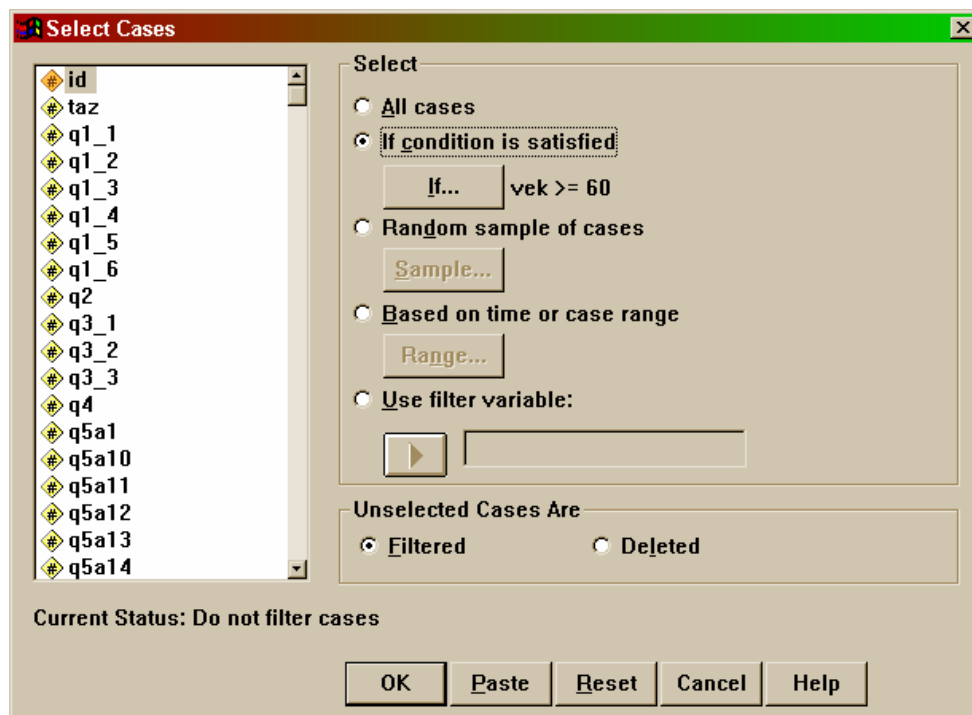 Select Cases
id
taz
q1_1
q1_2
q1_3
q1_4
q1_5
q1_6
q2
q3_1
q3_2
q3_3
q4
q5a1
q5a10
q5a11
q5a12
q5a13
q5a14
Select
All cases
If condition is satisfied
If... vek >= 60
Random sample of cases
Sample...
Based on time or case range
Range...
Use filter variable:
Unselected Cases Are
Filtered Deleted
Current Status: Do not filter cases
OK Paste Reset Cancel Help